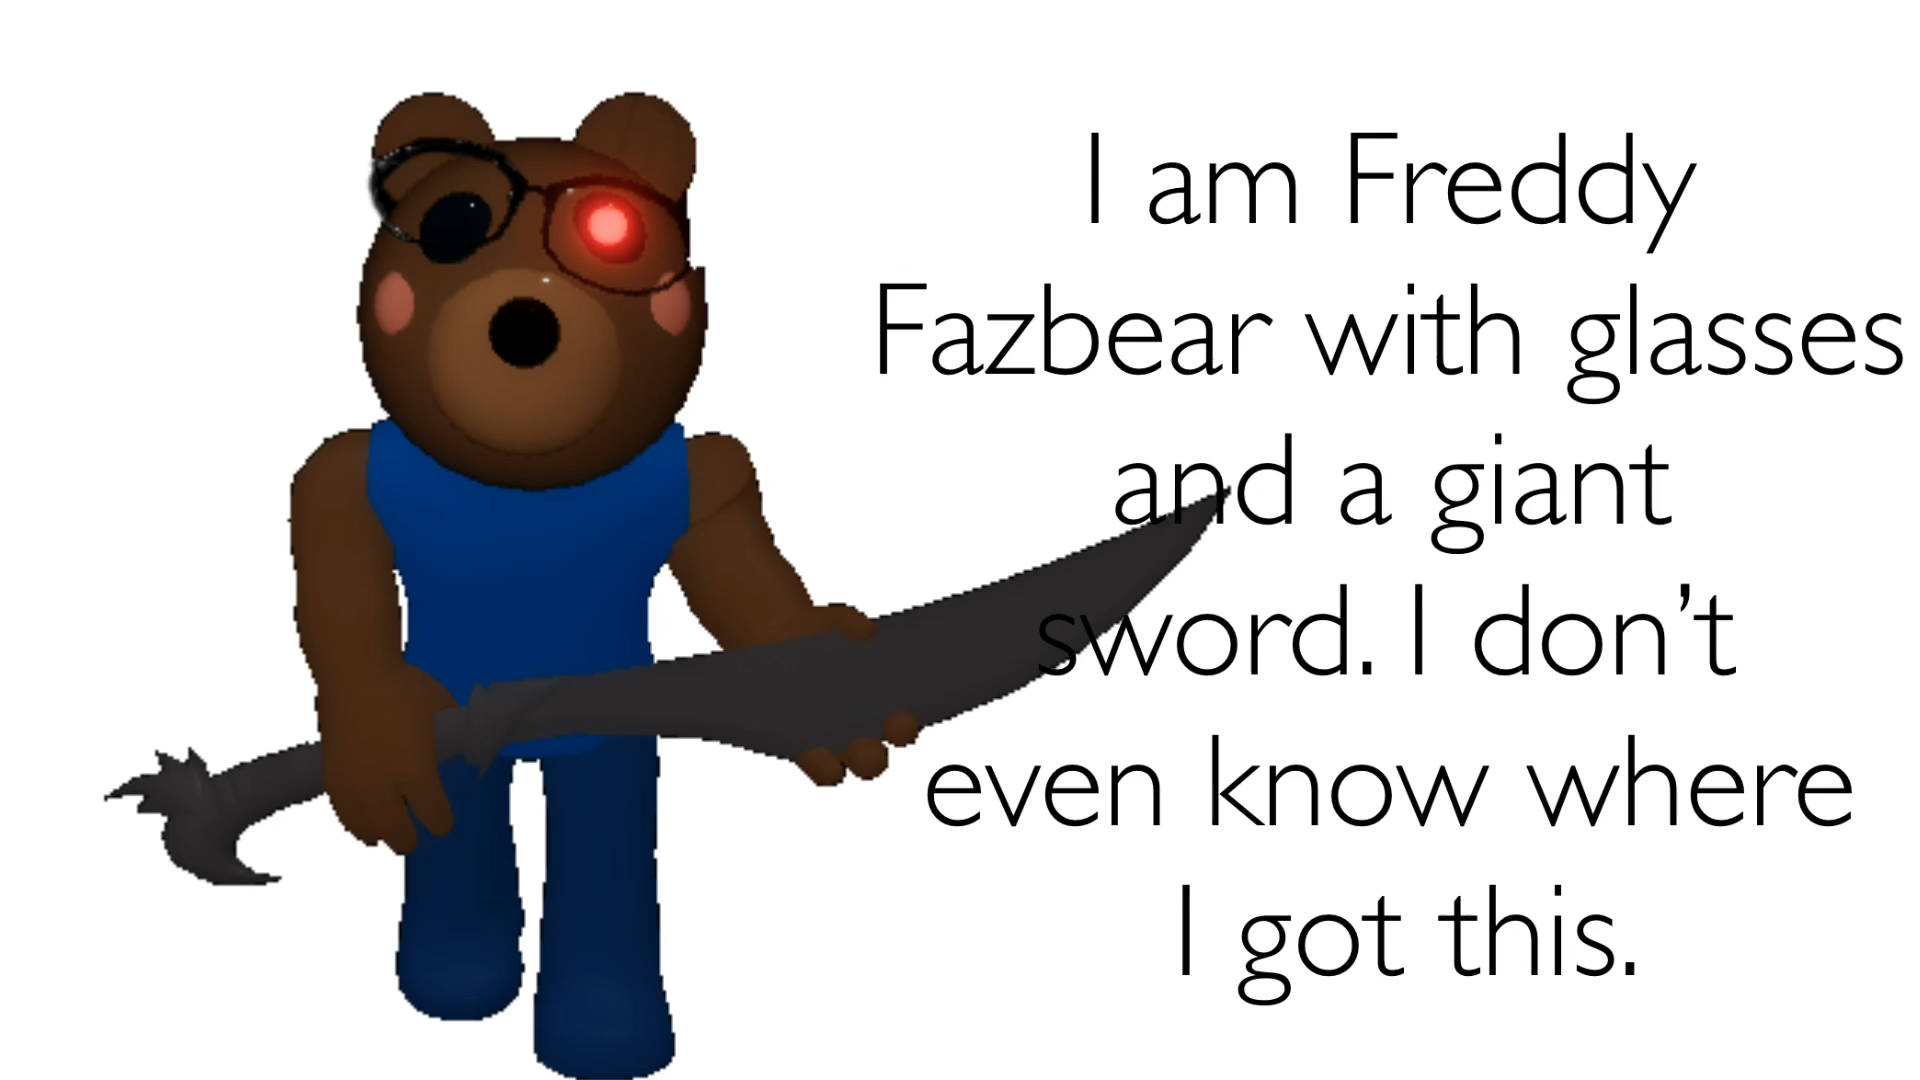 I am Freddy
Fazbear with glasses
and a giant
sword. I don’t
even know where
I got this.